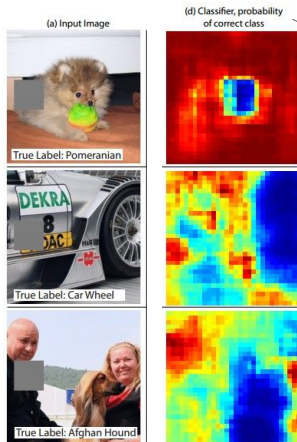 (a) Input Image
(d) Classifier, probability
of correct class
True Label: Pomeranian
DEKRA
8
DAC
True Label: Car Wheel
True Label: Afghan Hound